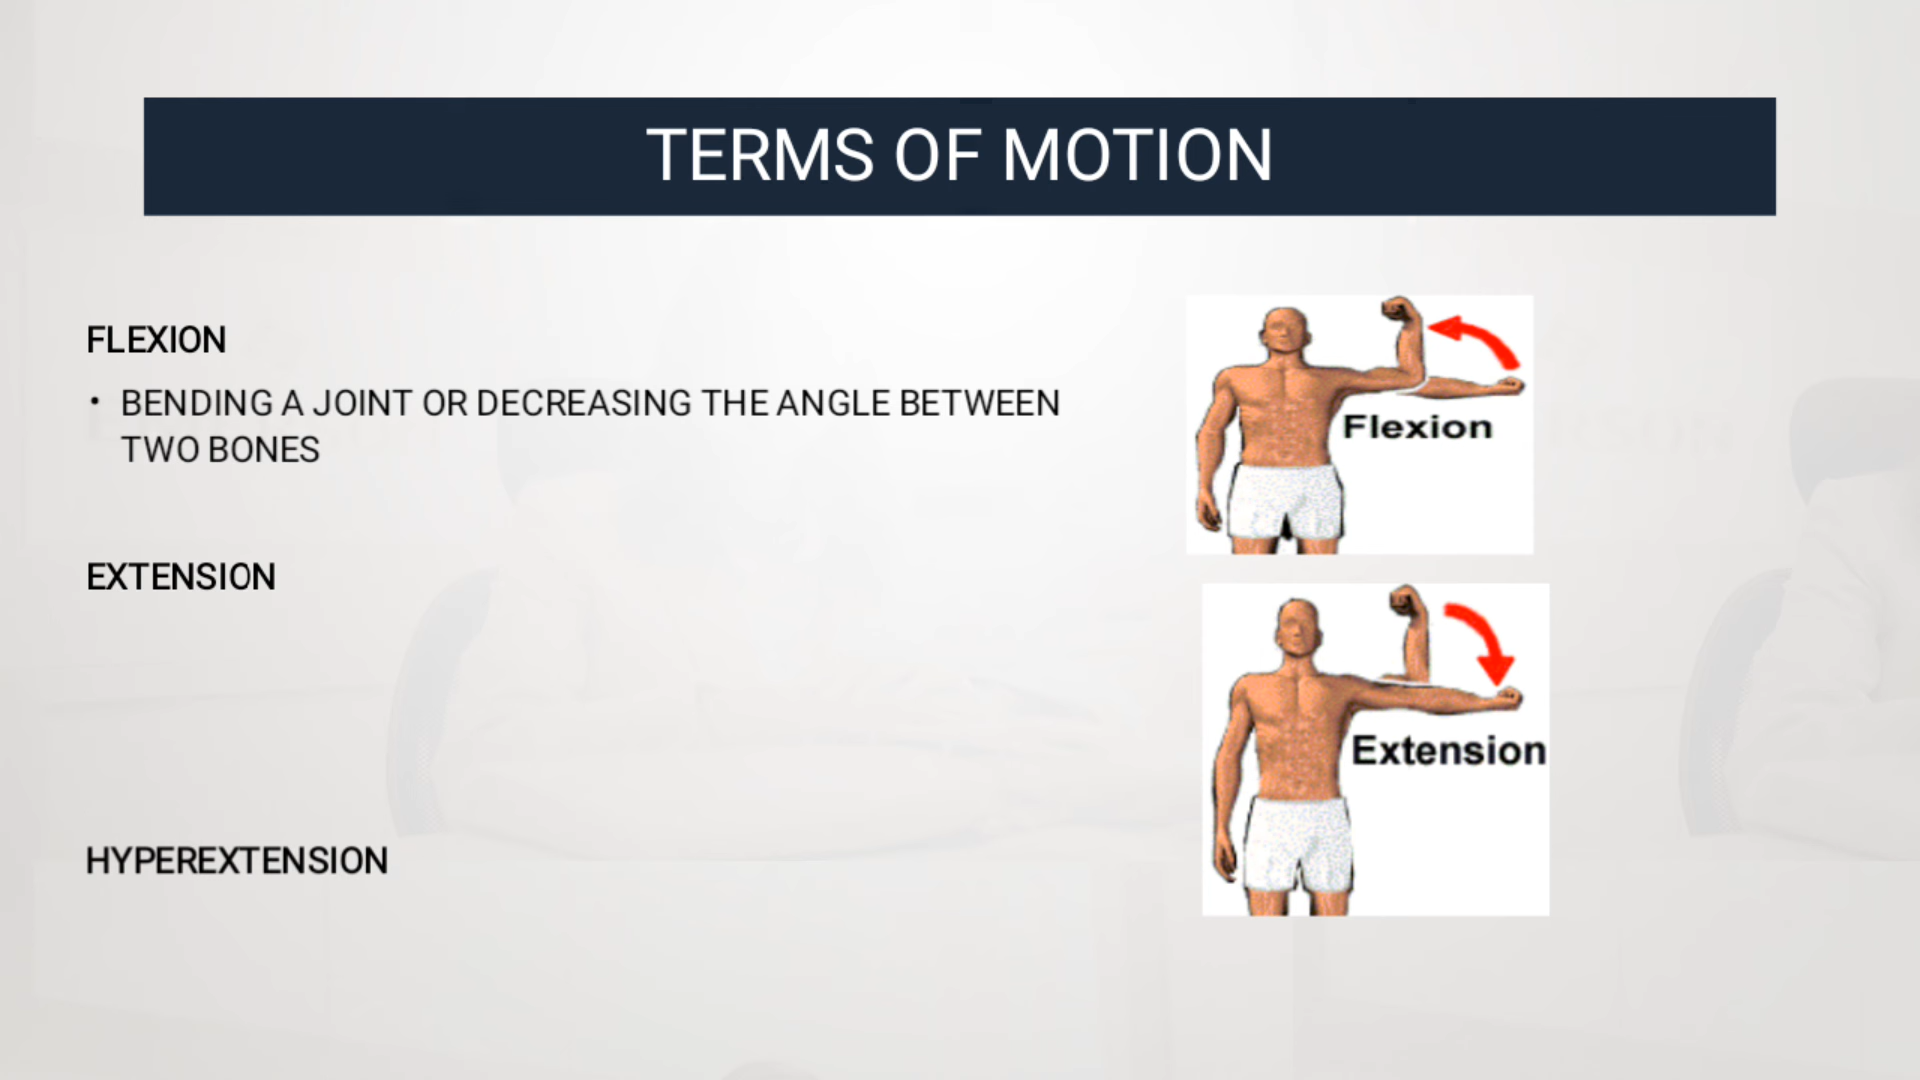 TERMS OF MOTION
FLEXION
• BENDING A JOINT OR DECREASING THE ANGLE BETWEEN
TWO BONES
Flexion
EXTENSION
Extension
HYPEREXTENSION